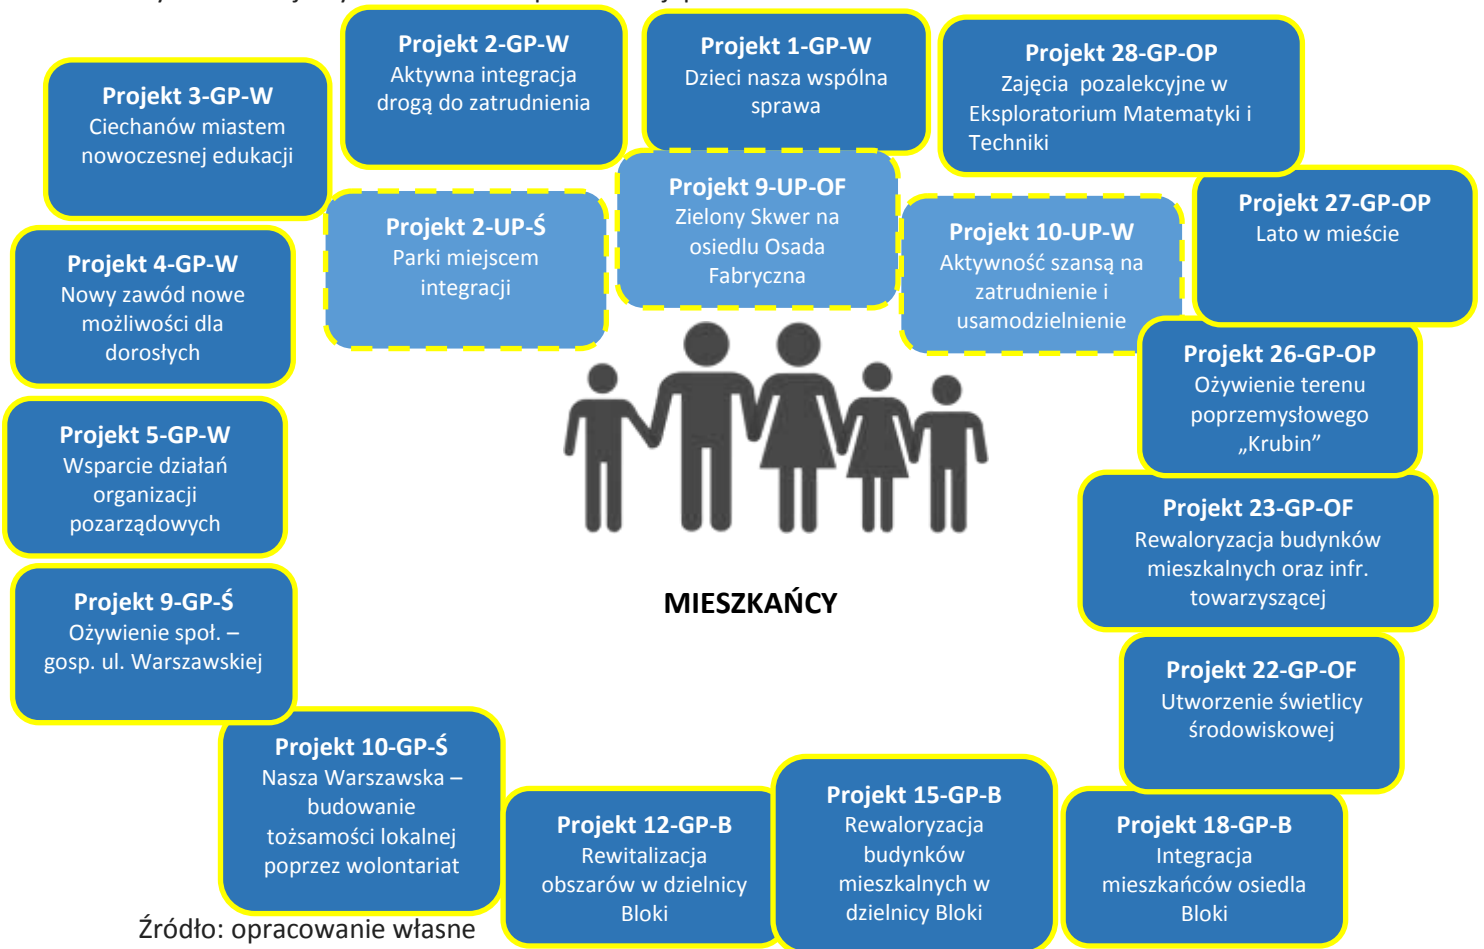 Projekt 2-GP-W
Aktywna integracja
drogą do zatrudnienia
Projekt 1-GP-W
Dzieci nasza wspólna
sprawa
Projekt 28-GP-OP
Zajęcia pozalekcyjne w
Eksploratorium Matematyki i
Techniki
Projekt 3-GP-W
Ciechanów miastem
nowoczesnej edukacji
Projekt 2-UP-Ś
Parki miejscem
integracji
Projekt 9-UP-OF
Zielony Skwer na
osiedlu Osada
Fabryczna
Projekt 10-UP-W
Aktywność szansą na
zatrudnienie i
usamodzielnienie
Projekt 27-GP-OP
Lato w mieście
Projekt 4-GP-W
Nowy zawód nowe
możliwości dla
dorosłych
Projekt 26-GP-OP
Ożywienie terenu
poprzemysłowego
„Krubin”
Projekt 5-GP-W
Wsparcie działań
organizacji
pozarządowych
Projekt 23-GP-OF
Rewaloryzacja budynków
mieszkalnych oraz infr.
towarzyszącej
Projekt 9-GP-Ś
Ożywienie społ. –
gosp. ul. Warszawskiej
MIESZKAŃCY
Projekt 22-GP-OF
Utworzenie świetlicy
środowiskowej
Projekt 10-GP-Ś
Nasza Warszawska –
budowanie
tożsamości lokalnej
poprzez wolontariat
Projekt 12-GP-B
Rewitalizacja
obszarów w dzielnicy
Bloki
Projekt 15-GP-B
Rewaloryzacja
budynków
mieszkalnych w
dzielnicy Bloki
Projekt 18-GP-B
Integracja
mieszkańców osiedla
Bloki
Źródło: opracowanie własne